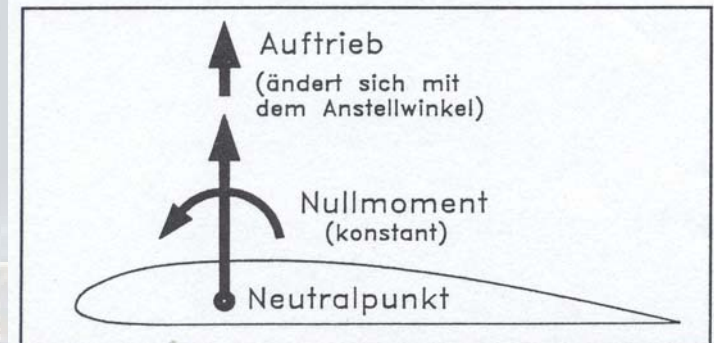 Auftrieb
(ändert sich mit
dem Anstellwinkel)
Nullmoment
(konstant)
Neutralpunkt